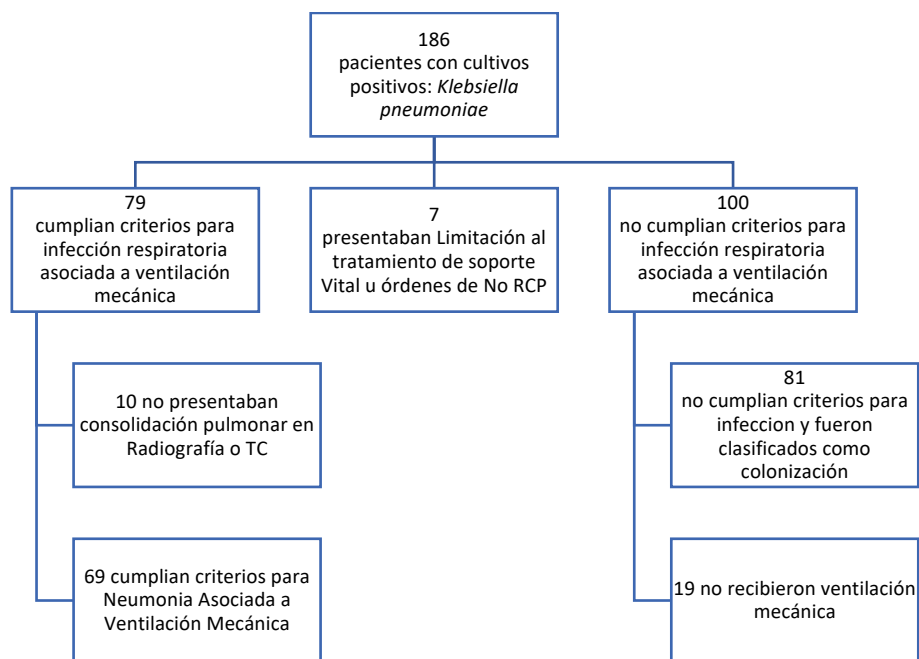 186
pacientes con cultivos
positivos: Klebsiella
pneumoniae
79
cumplian criterios para
infección respiratoria
asociada a ventilación
mecánica
7
presentaban Limitación al
tratamiento de soporte
Vital u órdenes de No RCP
100
no cumplian criterios para
infección respiratoria
asociada a ventilación
mecánica
10 no presentaban
consolidación pulmonar en
Radiografía o TC
81
no cumplian criterios para
infeccion y fueron
clasificados como
colonización
69 cumplian criterios para
Neumonia Asociada a
Ventilación Mecánica
19 no recibieron ventilación
mecánica